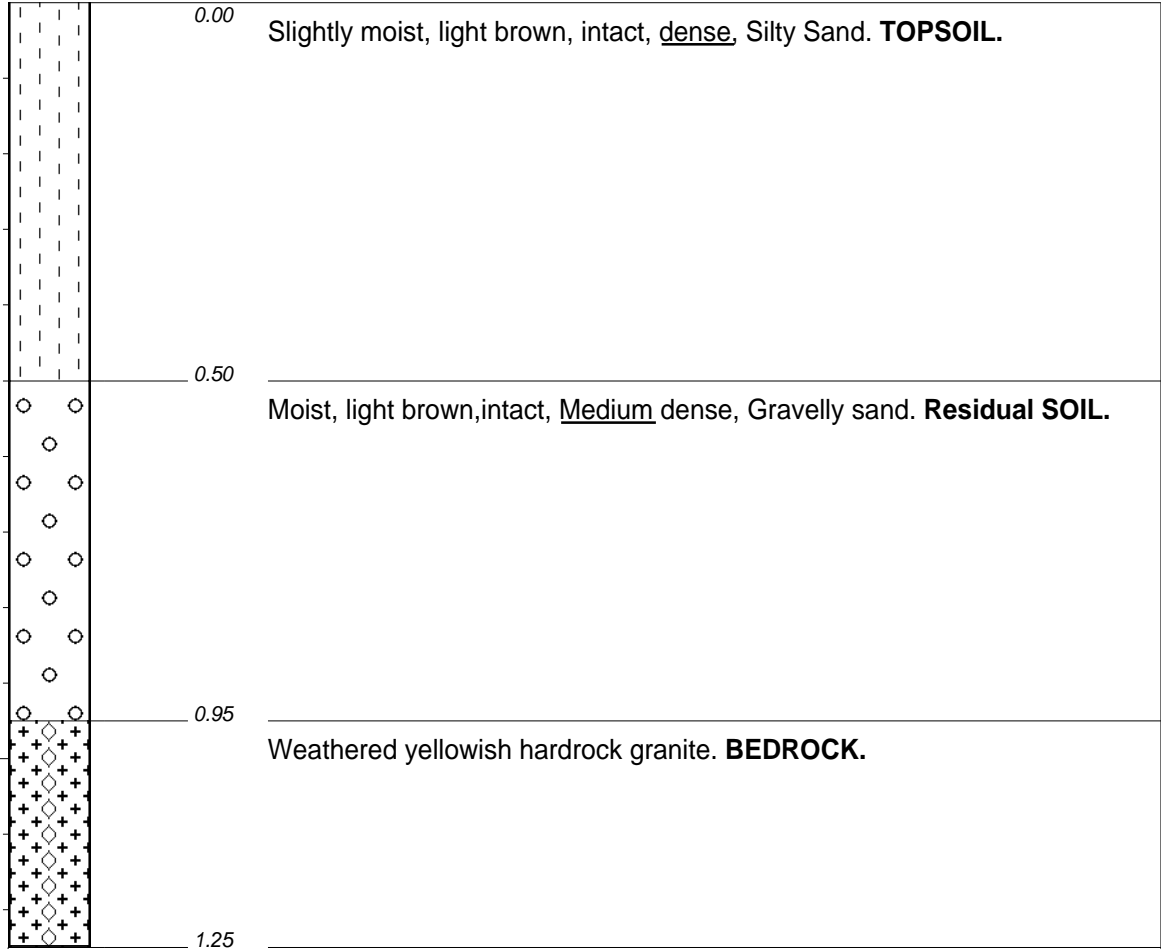 0.00
Slightly moist, light brown, intact, dense, Silty Sand. TOPSOIL.
0.50
Moist, light brown,intact, Medium dense, Gravelly sand. Residual SOIL.
0.95
Weathered yellowish hardrock granite. BEDROCK.
1.25